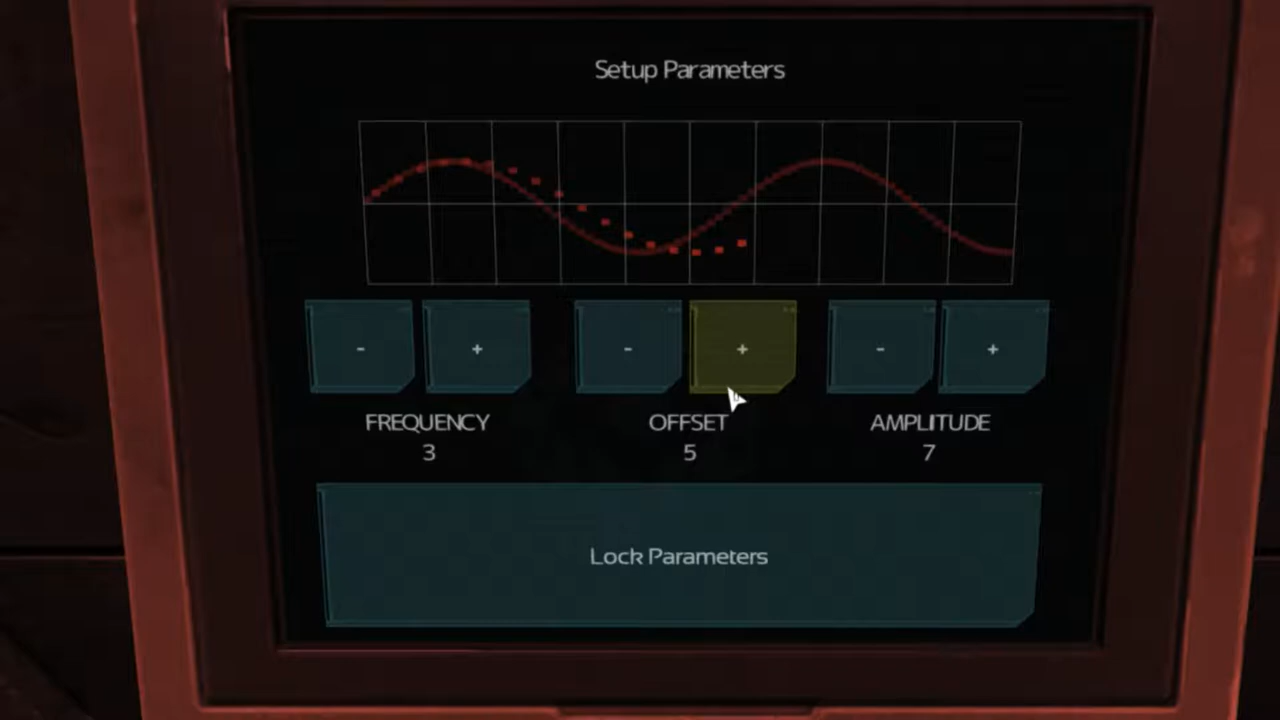 Setup Parameters
- + - + - +
FREQUENCY OFFSET AMPLITUDE
3 5 7
Lock Parameters